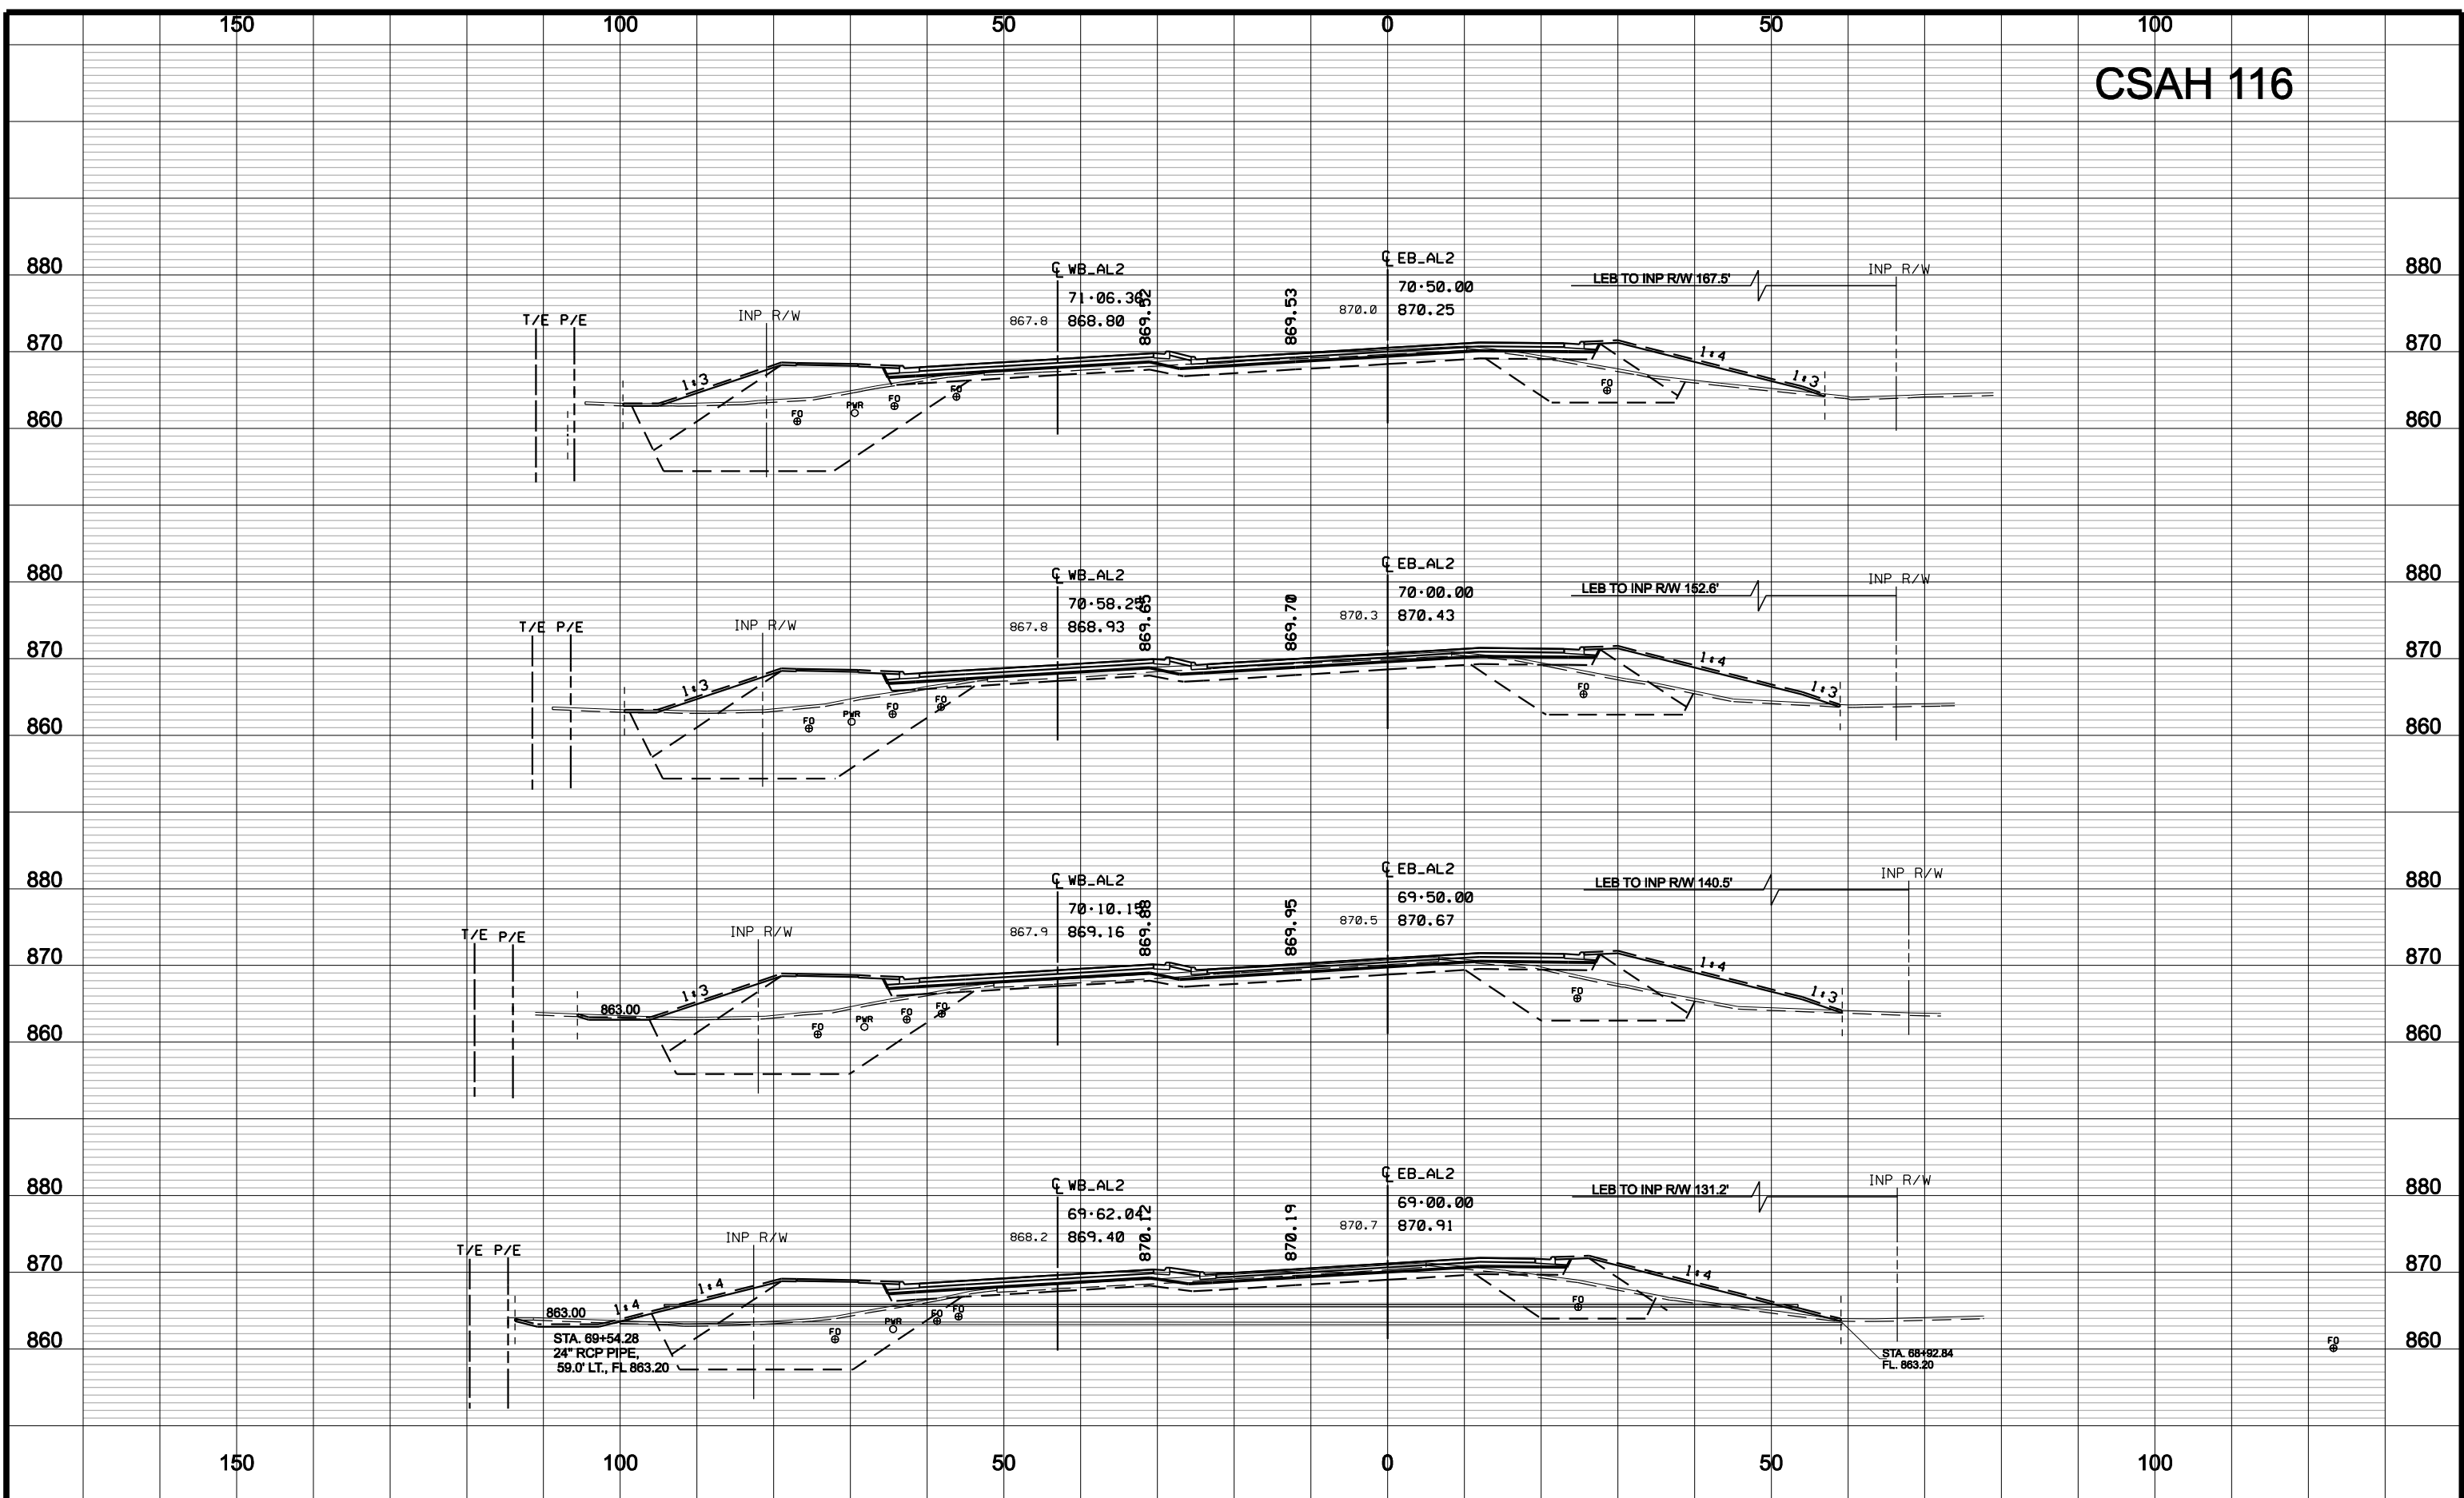 150 100 50 0 50 100
CSAH 116
880 880
870 870
860 860
T/E P/E
INP R/W
1:3
FO
PWR
FO
FO
℄ WB_AL2
71+06.36
867.8 868.80
869.52
869.53
℄ EB_AL2
70+50.00
870.0 870.25
LEB TO INP R/W 167.5'
INP R/W
FO
1:4
1:3
880 880
870 870
860 860
T/E P/E
INP R/W
1:3
FO
PWR
FO
FO
℄ WB_AL2
70+58.25
867.8 868.93
869.65
869.70
℄ EB_AL2
70+00.00
870.3 870.43
LEB TO INP R/W 152.6'
INP R/W
FO
1:4
1:3
880 880
870 870
860 860
T/E P/E
INP R/W
863.00
1:3
FO
PWR
FO
FO
℄ WB_AL2
70+10.15
867.9 869.16
869.88
869.95
℄ EB_AL2
69+50.00
870.5 870.67
LEB TO INP R/W 140.5'
INP R/W
FO
1:4
1:3
880 880
870 870
860 860
T/E P/E
INP R/W
863.00
1:4
1:4
STA. 69+54.28
24" RCP PIPE,
59.0' LT., FL 863.20
FO
PWR
FO
FO
℄ WB_AL2
69+62.04
868.2 869.40
870.12
870.19
℄ EB_AL2
69+00.00
870.7 870.91
LEB TO INP R/W 131.2'
INP R/W
FO
1:4
STA. 68+92.84
FL. 863.20
FO
150 100 50 0 50 100